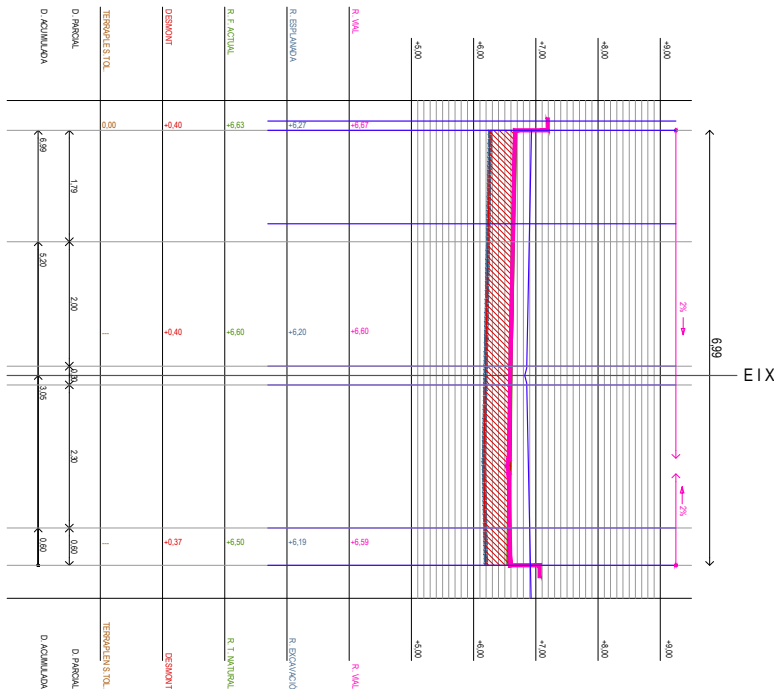 D. ACUMULADA
D. PARCIAL
TERRAPLE S.TOL.
DESMONT
R. F. ACTUAL
R. ESPLANADA
R. VIAL
+5,00
+6,00
+7,00
+8,00
+9,00
0,00
+0,40
+6,63
+6,27
+6,67
6,99
1,79
5,20
2,00
---
+0,40
+6,60
+6,20
+6,60
2%
6,99
0,30
3,05
EIX
2,30
2%
0,60
0,60
---
+0,37
+6,50
+6,19
+6,59
D. ACUMULADA
D. PARCIAL
TERRAPLEN S.TOL.
DESMONT
R. T. NATURAL
R. EXCAVACIÓ
R. VIAL
+5,00
+6,00
+7,00
+8,00
+9,00